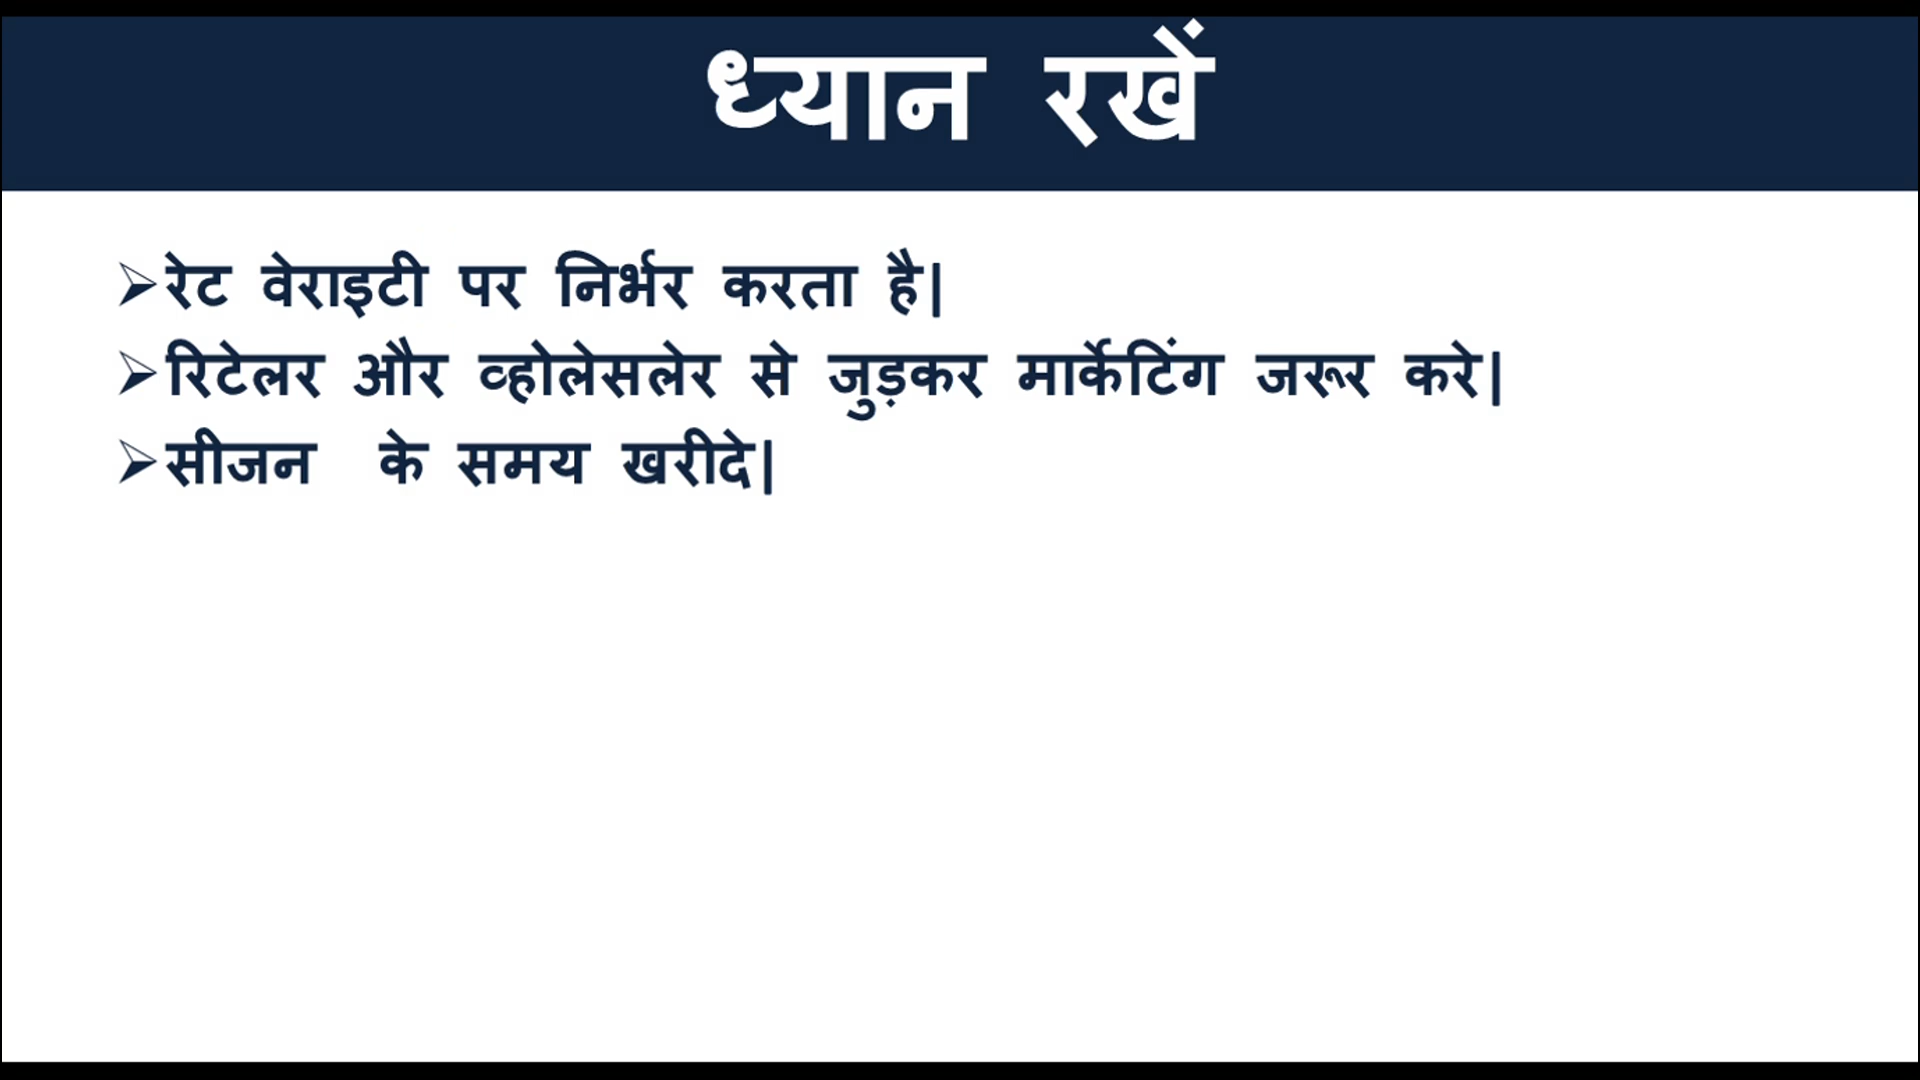 ध्यान रखें
➢रेट वेराइटी पर निर्भर करता है|
➢रिटेलर और व्होलेसलेर से जुड़कर मार्केटिंग जरूर करे|
➢सीजन के समय खरीदे|